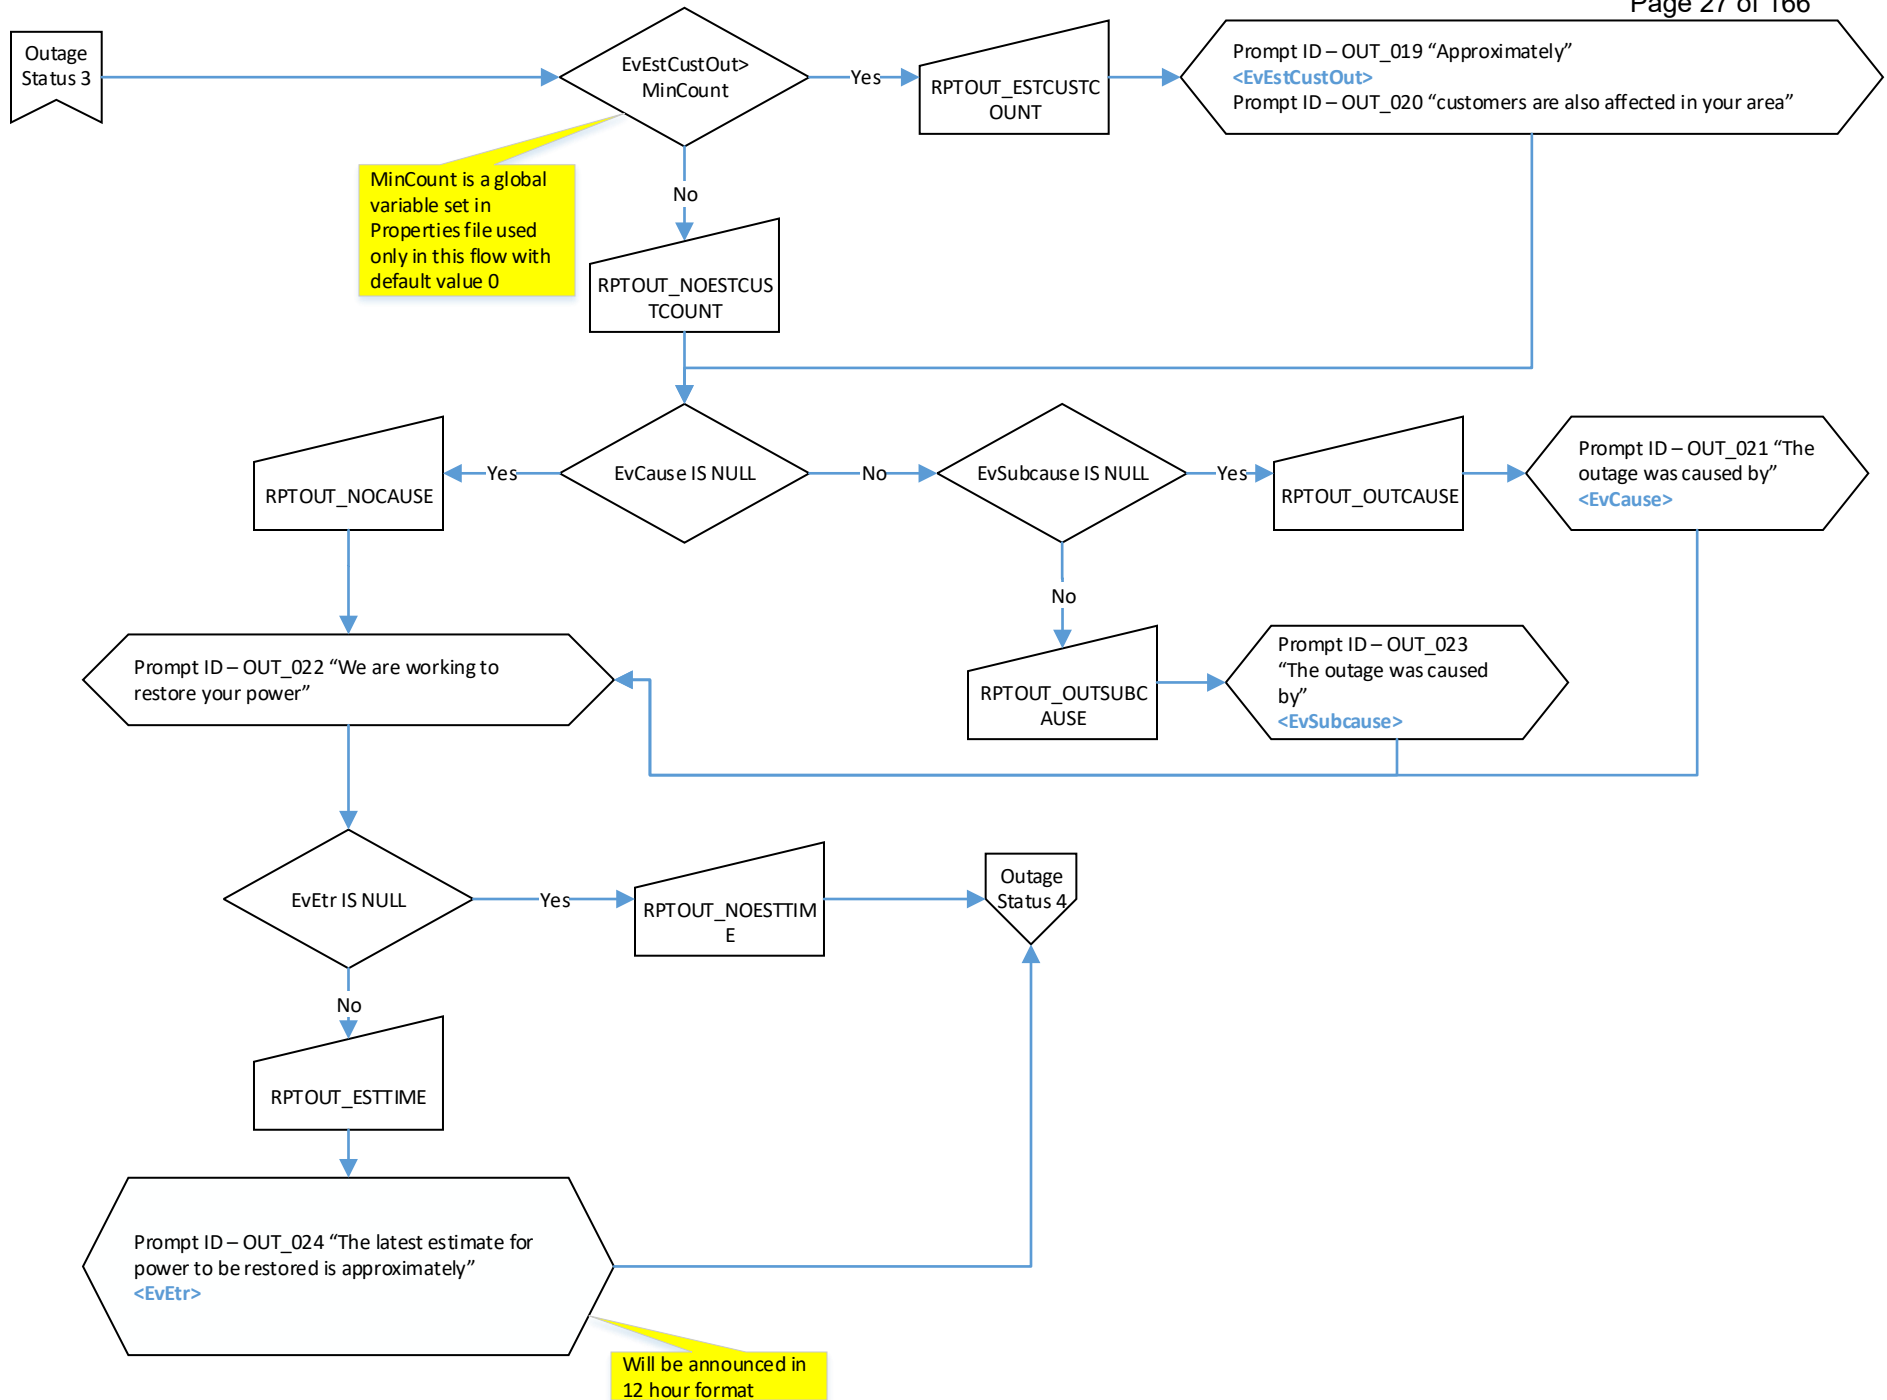 Page 27 of 166
Outage
Status 3
EvEstCustOut>
MinCount
Yes
RPTOUT_ESTCUSTC
OUNT
Prompt ID – OUT_019 “Approximately”
<EvEstCustOut>
Prompt ID – OUT_020 “customers are also affected in your area”
MinCount is a global
variable set in
Properties file used
only in this flow with
default value 0
No
RPTOUT_NOESTCUS
TCOUNT
RPTOUT_NOCAUSE
Yes
EvCause IS NULL
No
EvSubcause IS NULL
Yes
RPTOUT_OUTCAUSE
Prompt ID – OUT_021 “The
outage was caused by”
<EvCause>
No
Prompt ID – OUT_022 “We are working to
restore your power”
RPTOUT_OUTSUBC
AUSE
Prompt ID – OUT_023
“The outage was caused
by”
<EvSubcause>
EvEtr IS NULL
Yes
RPTOUT_NOESTTIM
E
Outage
Status 4
No
RPTOUT_ESTTIME
Prompt ID – OUT_024 “The latest estimate for
power to be restored is approximately”
<EvEtr>
Will be announced in
12 hour format